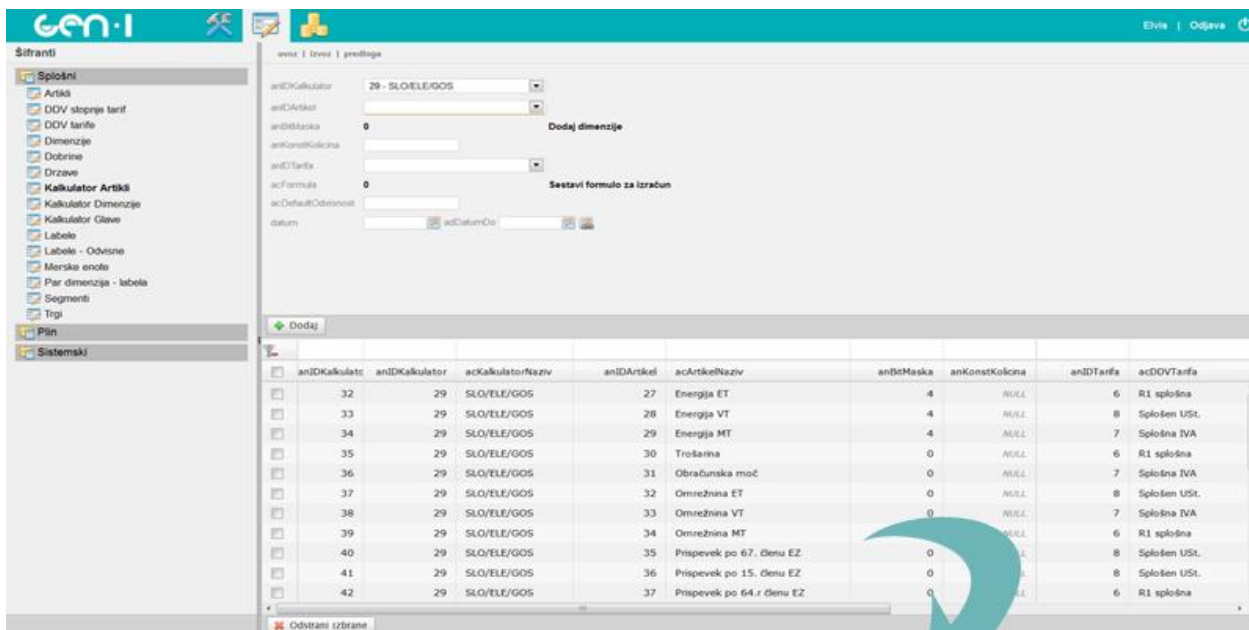 Gen·I
Elvis | Odjava
Šifranti
uvoz | izvoz | predloga
Splošni
Artikli
DDV stopnje tarif
DDV tarife
Dimenzije
Dobrine
Drzave
Kalkulator Artikli
Kalkulator Dimenzije
Kalkulator Glave
Labele
Labele - Odvisne
Merske enote
Par dimenzija - labela
Segmenti
Trgi
Plin
Sistemski
anIDKalkulator 29 - SLO/ELE/GOS
anIDArtikel
anBitMaska 0 Dodaj dimenzije
anKonstKolicina
anIDTarifa
acFormula 0 Sestavi formulo za izračun
acDefaultOdvisnost
datum adDatumDo
Dodaj
anIDKalkulatc anIDKalkulator acKalkulatorNaziv anIDArtikel acArtikelNaziv anBitMaska anKonstKolicina anIDTarifa acDDVTarifa
32 29 SLO/ELE/GOS 27 Energija ET 4 NULL 6 R1 splošna
33 29 SLO/ELE/GOS 28 Energija VT 4 NULL 8 Splošen USt.
34 29 SLO/ELE/GOS 29 Energija MT 4 NULL 7 Splošna IVA
35 29 SLO/ELE/GOS 30 Trošarina 0 NULL 6 R1 splošna
36 29 SLO/ELE/GOS 31 Obračunska moč 0 NULL 7 Splošna IVA
37 29 SLO/ELE/GOS 32 Omrežnina ET 0 NULL 8 Splošen USt.
38 29 SLO/ELE/GOS 33 Omrežnina VT 0 NULL 7 Splošna IVA
39 29 SLO/ELE/GOS 34 Omrežnina MT 6 R1 splošna
40 29 SLO/ELE/GOS 35 Prispevek po 67. členu EZ 0 8 Splošen USt.
41 29 SLO/ELE/GOS 36 Prispevek po 15. členu EZ 0 8 Splošen USt.
42 29 SLO/ELE/GOS 37 Prispevek po 64.r členu EZ 0 6 R1 splošna
Odstrani izbrane